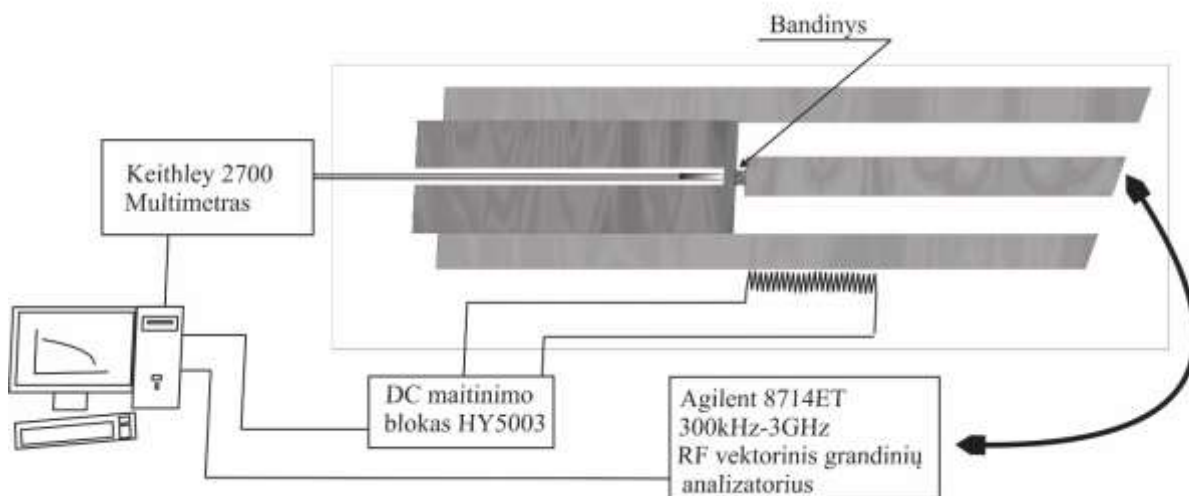 Bandinys
Keithley 2700
Multimetras
DC maitinimo
blokas HY5003
Agilent 8714ET
300kHz-3GHz
RF vektorinis grandinių
analizatorius